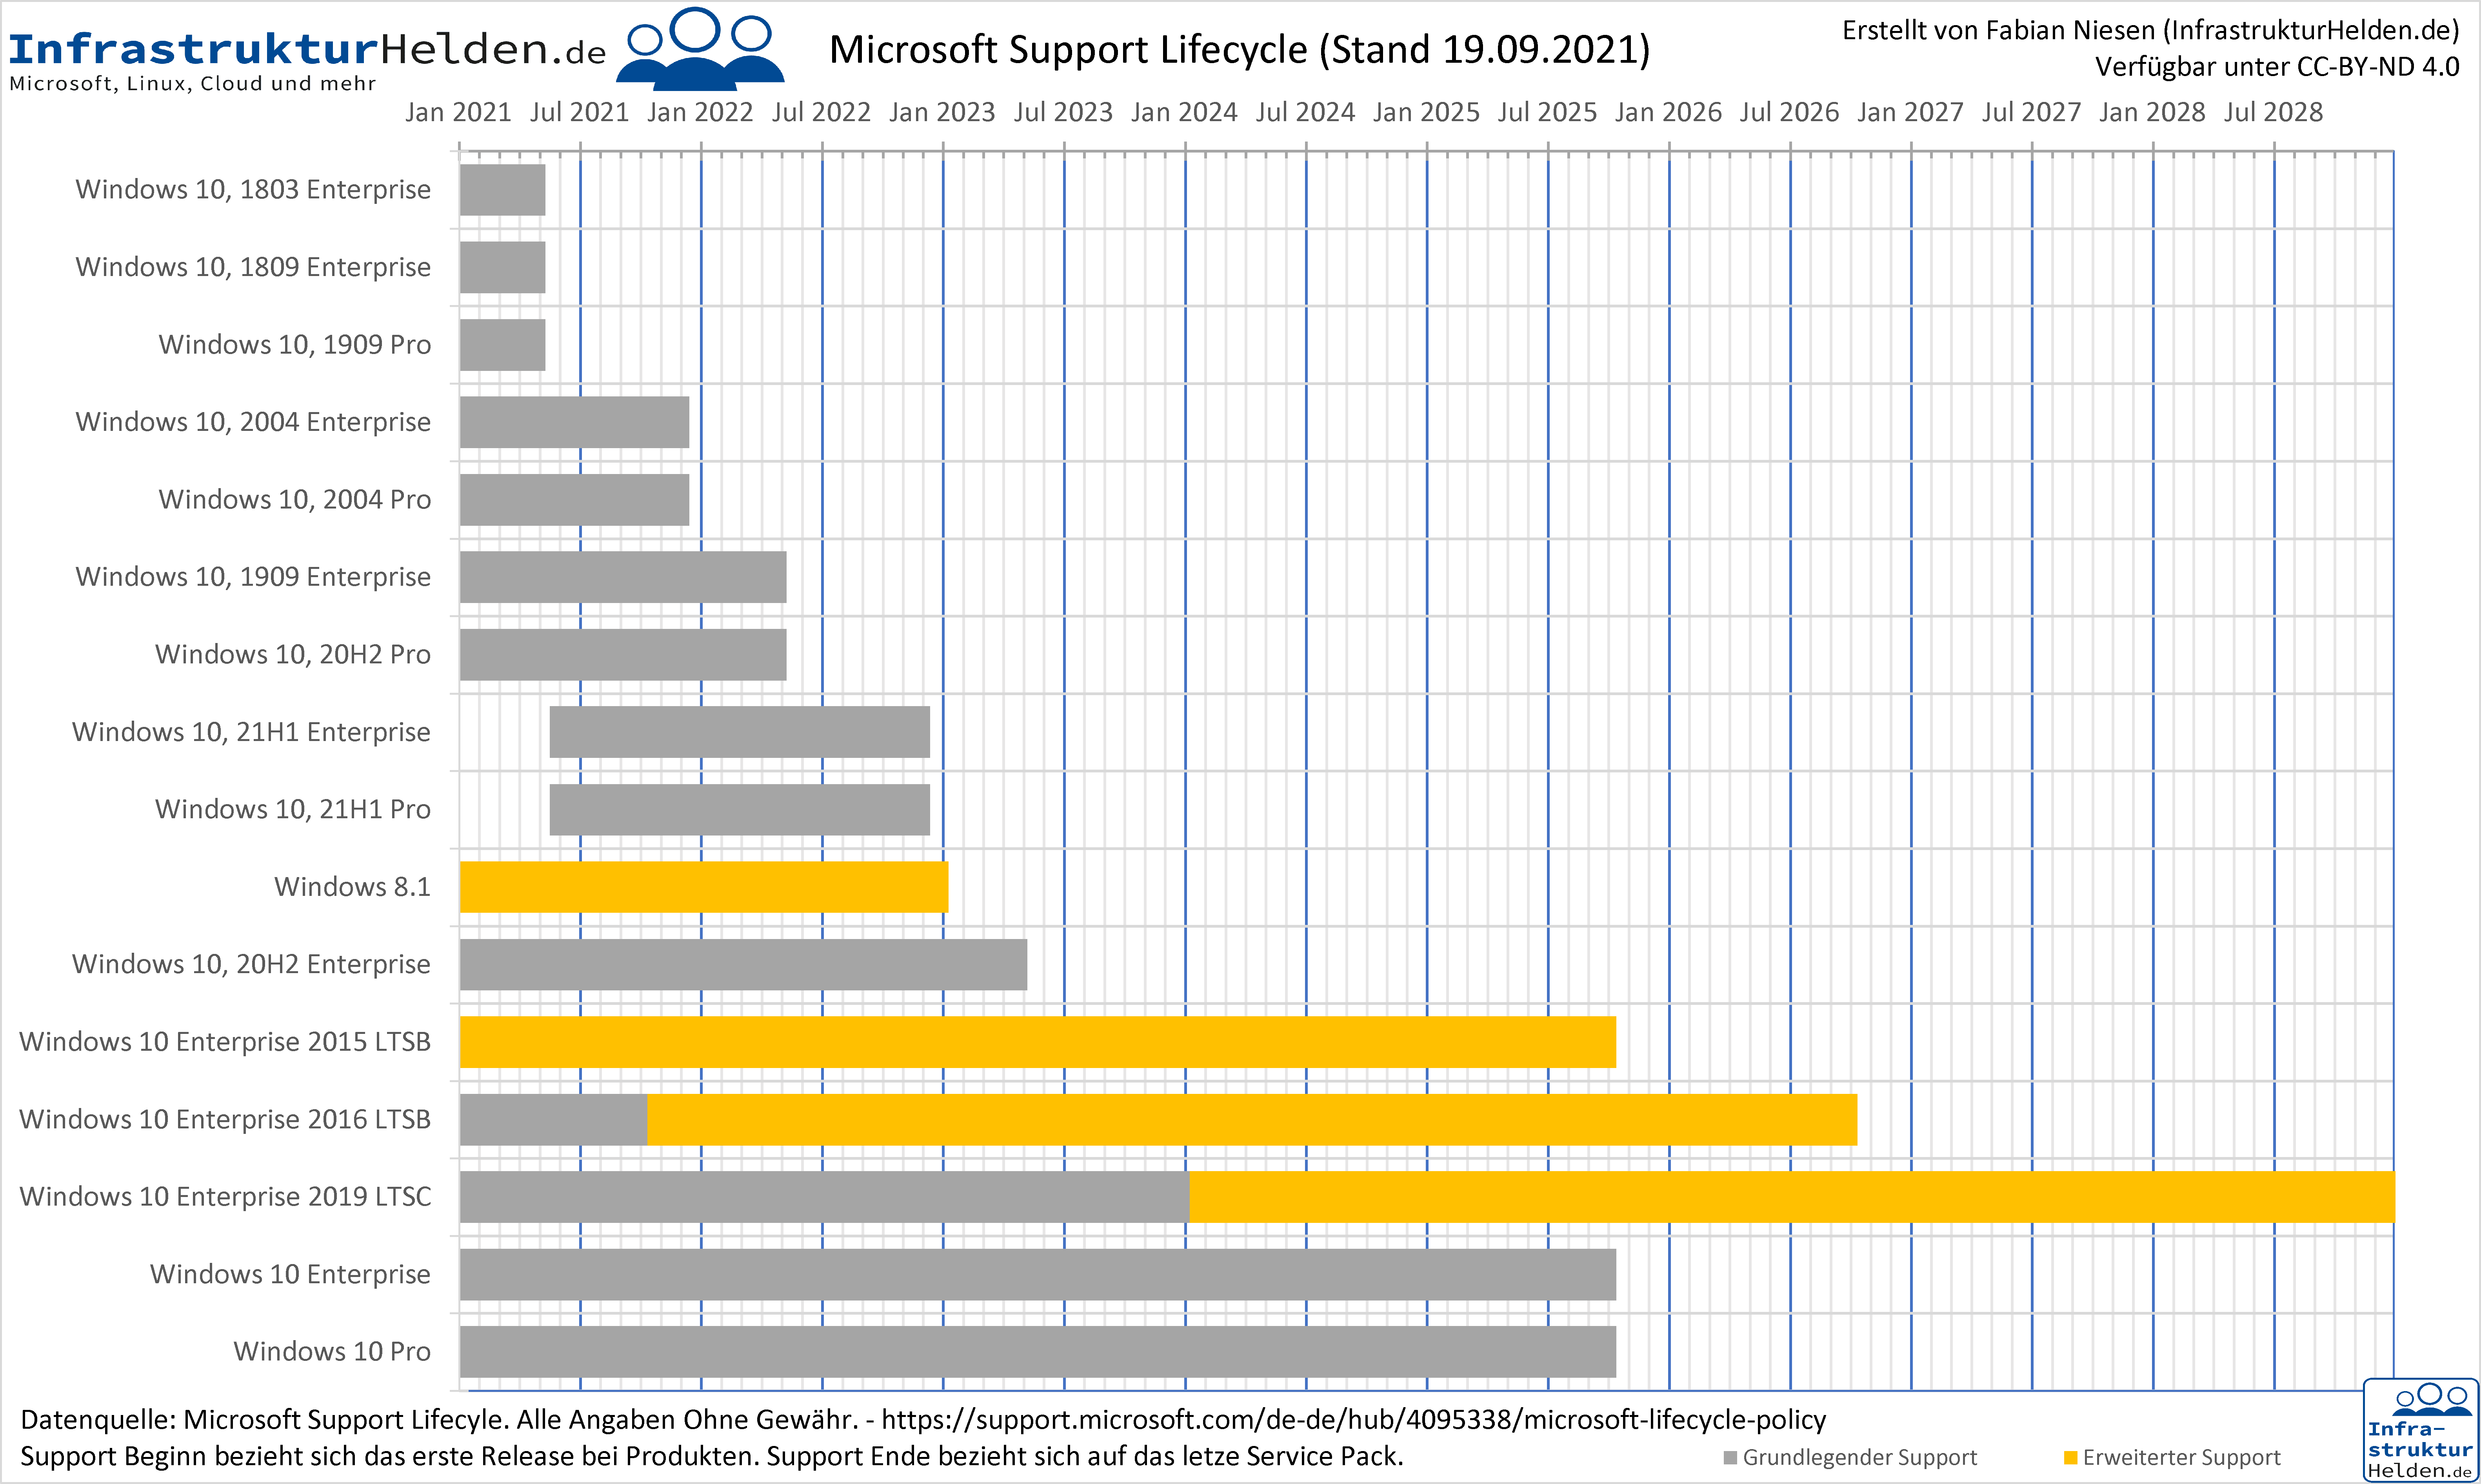 InfrastrukturHelden.de
Microsoft, Linux, Cloud und mehr
Microsoft Support Lifecycle (Stand 19.09.2021)
Erstellt von Fabian Niesen (InfrastrukturHelden.de)
Verfügbar unter CC-BY-ND 4.0
Jan 2021 Jul 2021 Jan 2022 Jul 2022 Jan 2023 Jul 2023 Jan 2024 Jul 2024 Jan 2025 Jul 2025 Jan 2026 Jul 2026 Jan 2027 Jul 2027 Jan 2028 Jul 2028
Windows 10, 1803 Enterprise
Windows 10, 1809 Enterprise
Windows 10, 1909 Pro
Windows 10, 2004 Enterprise
Windows 10, 2004 Pro
Windows 10, 1909 Enterprise
Windows 10, 20H2 Pro
Windows 10, 21H1 Enterprise
Windows 10, 21H1 Pro
Windows 8.1
Windows 10, 20H2 Enterprise
Windows 10 Enterprise 2015 LTSB
Windows 10 Enterprise 2016 LTSB
Windows 10 Enterprise 2019 LTSC
Windows 10 Enterprise
Windows 10 Pro
Datenquelle: Microsoft Support Lifecyle. Alle Angaben Ohne Gewähr. - https://support.microsoft.com/de-de/hub/4095338/microsoft-lifecycle-policy
Support Beginn bezieht sich das erste Release bei Produkten. Support Ende bezieht sich auf das letze Service Pack.
Grundlegender Support
Erweiterter Support
Infra-
struktur
Helden.de